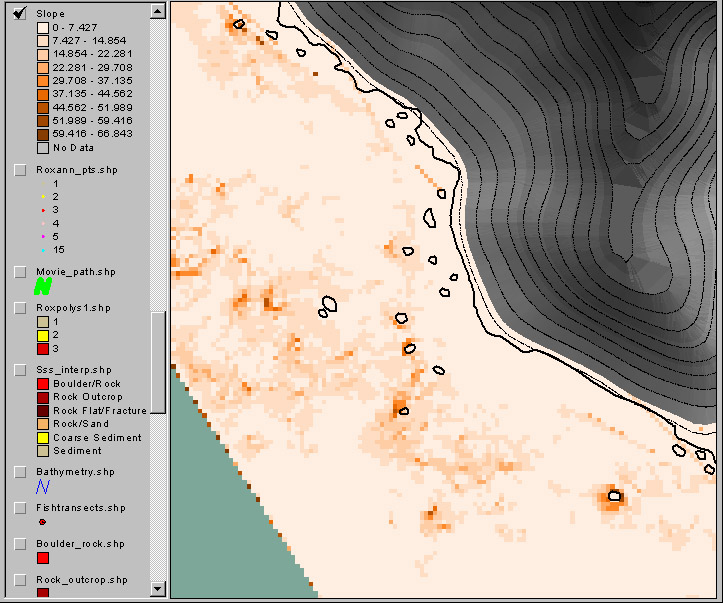 Slope
0 - 7.427
7.427 - 14.854
14.854 - 22.281
22.281 - 29.708
29.708 - 37.135
37.135 - 44.562
44.562 - 51.989
51.989 - 59.416
59.416 - 66.843
No Data
Roxann_pts.shp
1
2
3
4
5
15
Movie_path.shp
Roxpolys1.shp
1
2
3
Sss_interp.shp
Boulder/Rock
Rock Outcrop
Rock Flat/Fracture
Rock/Sand
Coarse Sediment
Sediment
Bathymetry.shp
Fishtransects.shp
Boulder_rock.shp
Rock_outcrop.shp